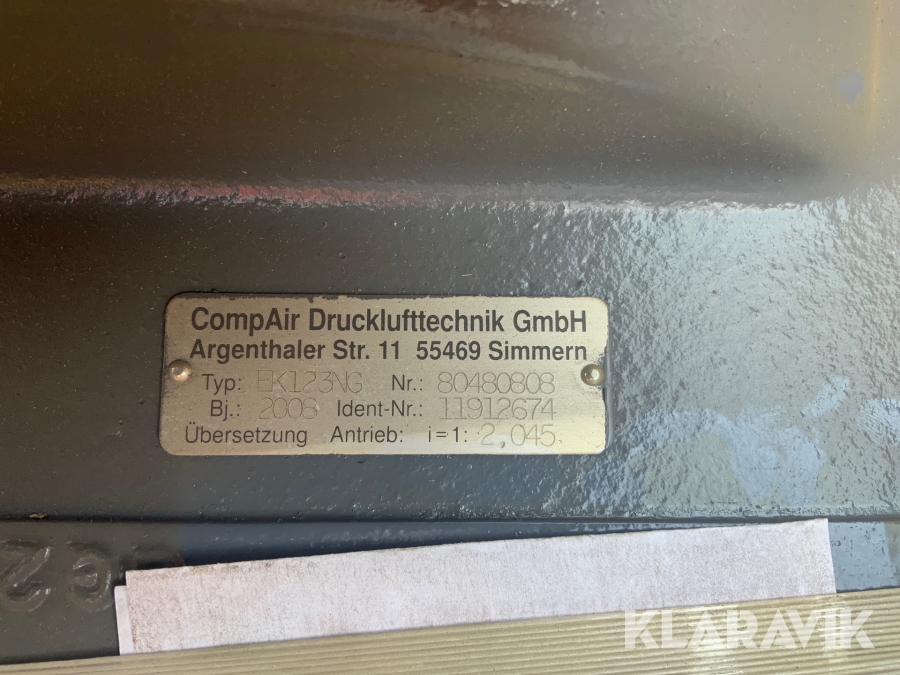 CompAir Drucklufttechnik GmbH
Argenthaler Str. 11 55469 Simmern
Typ: EK123NG Nr.: 80480808
Bj.: 2008 Ident-Nr.: 11912674
Übersetzung Antrieb: i=1: 2,045
KLARAVIK